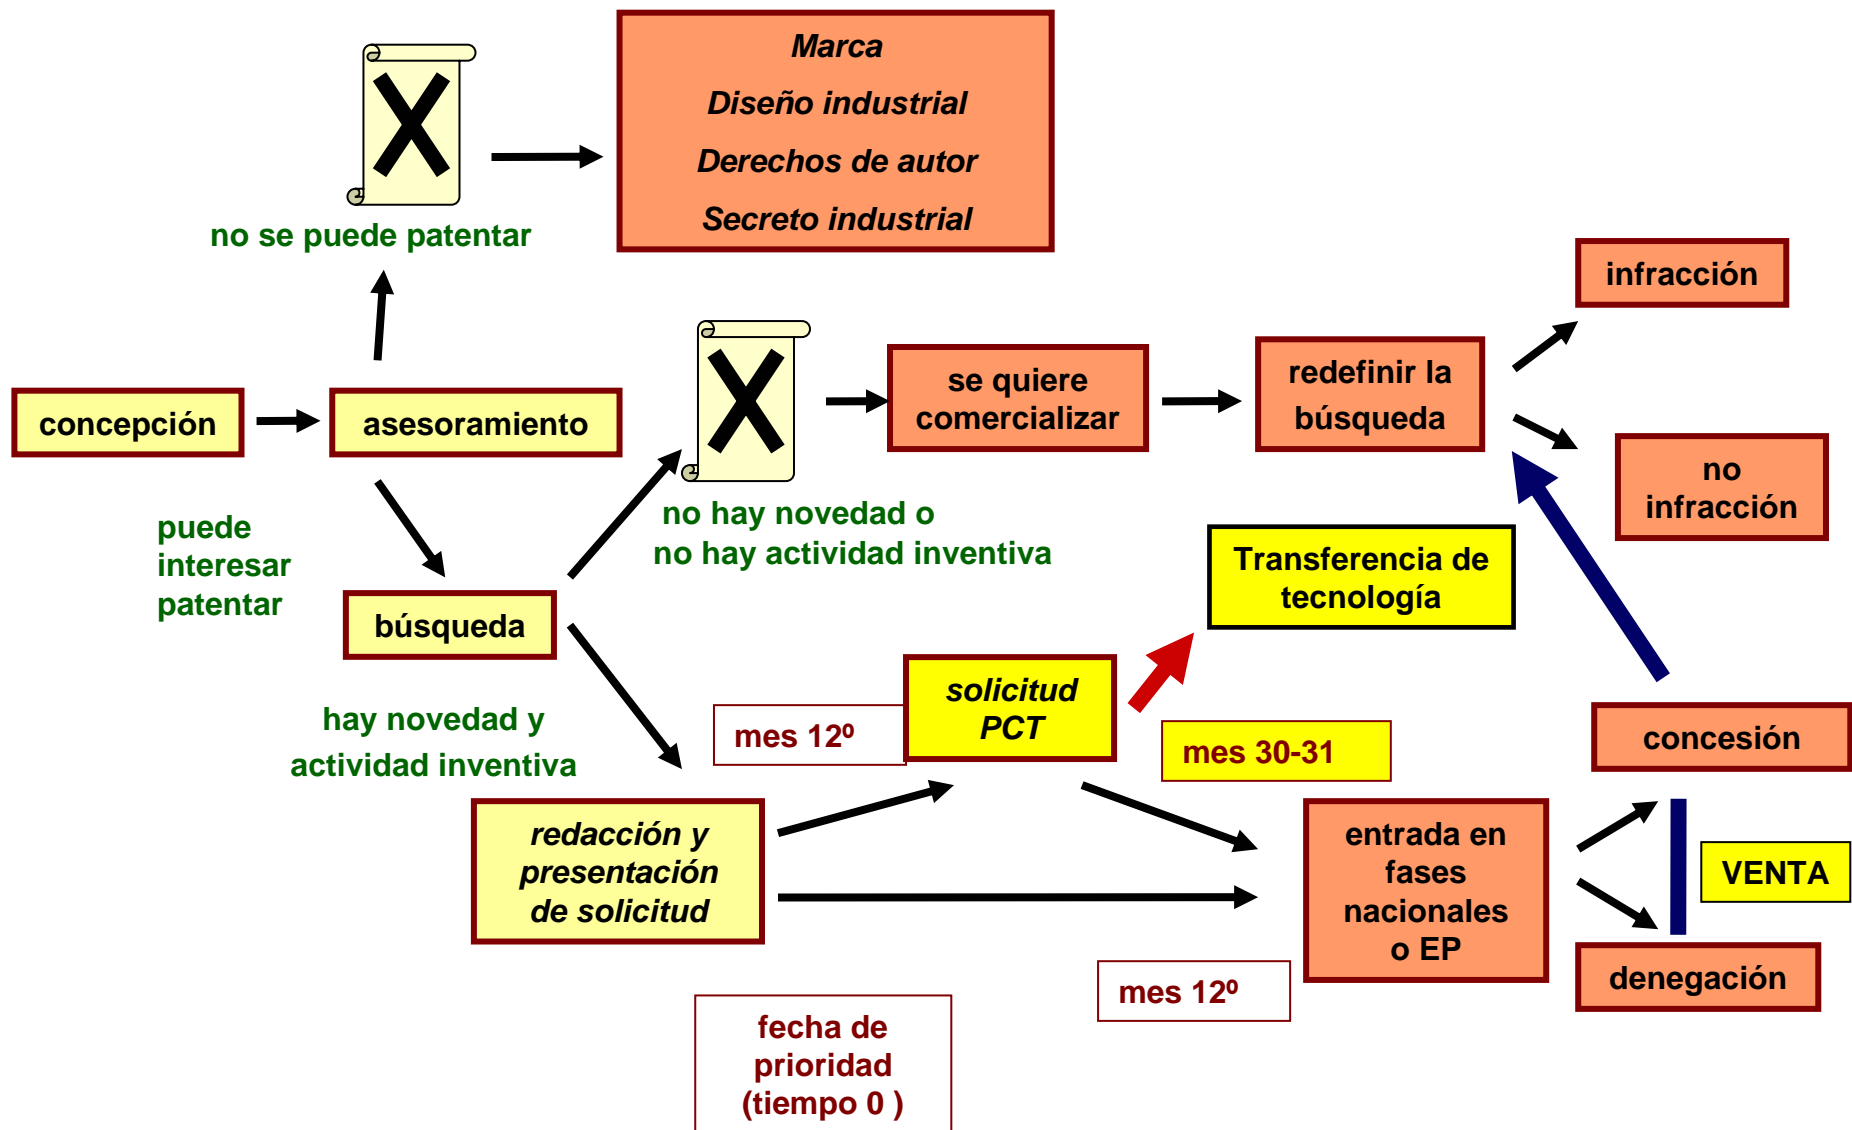 Marca
Diseño industrial
Derechos de autor
Secreto industrial
no se puede patentar
infracción
concepción
asesoramiento
se quiere
comercializar
redefinir la
búsqueda
no
infracción
no hay novedad o
no hay actividad inventiva
puede
interesar
patentar
búsqueda
Transferencia de
tecnología
hay novedad y
actividad inventiva
mes 12º
solicitud
PCT
mes 30-31
concesión
redacción y
presentación
de solicitud
entrada en
fases
nacionales
o EP
VENTA
denegación
mes 12º
fecha de
prioridad
(tiempo 0 )